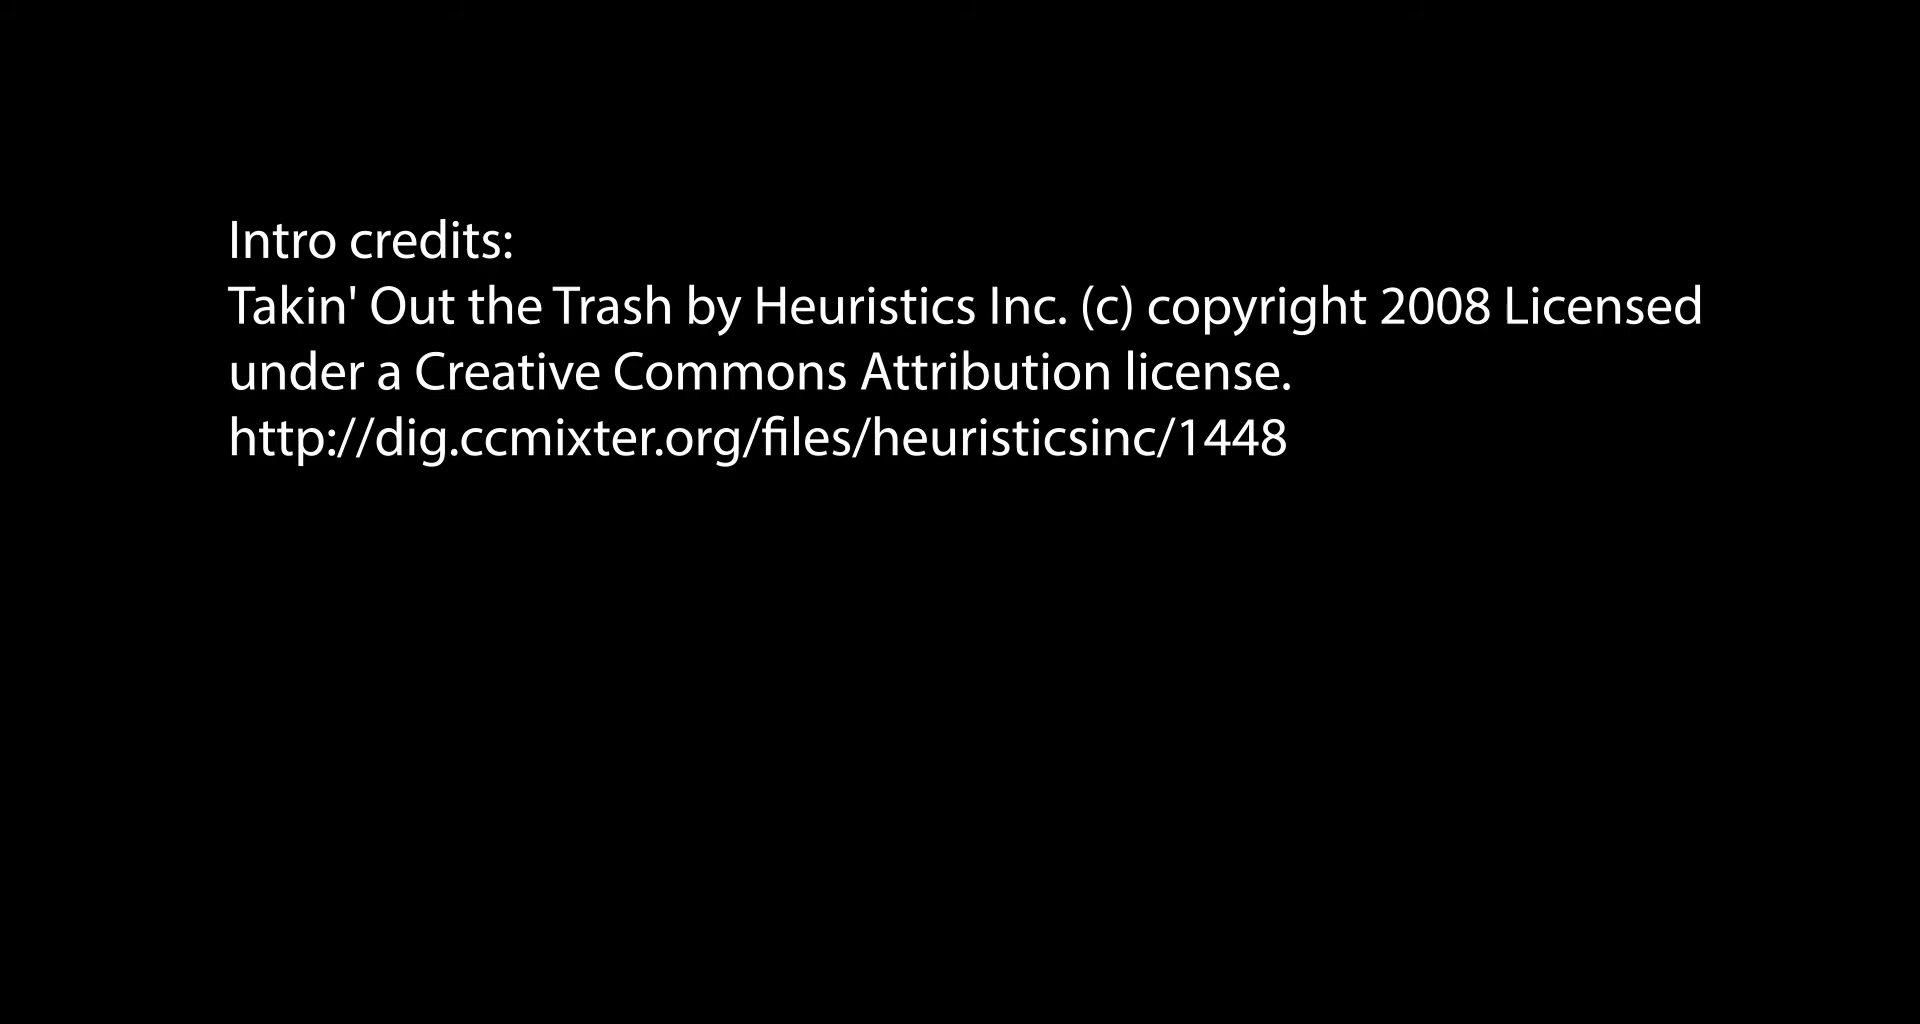 Intro credits:
Takin' Out the Trash by Heuristics Inc. (c) copyright 2008 Licensed
under a Creative Commons Attribution license.
http://dig.ccmixter.org/files/heuristicsinc/1448